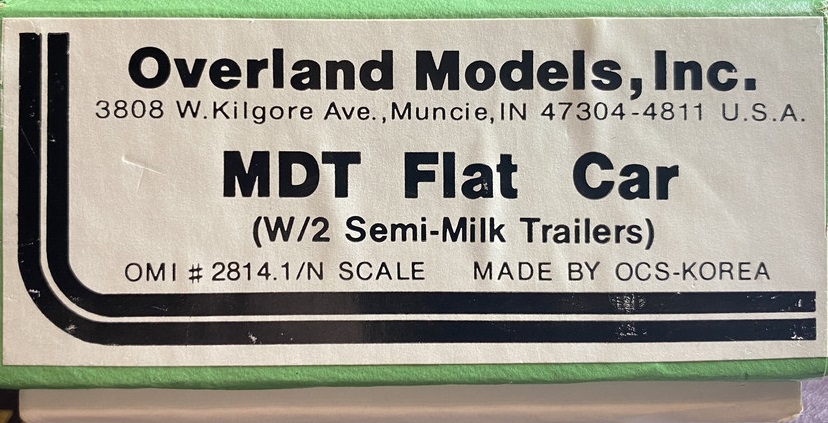 Overland Models, Inc.
3808 W. Kilgore Ave., Muncie, IN 47304-4811 U.S.A.
MDT Flat Car
(W/2 Semi-Milk Trailers)
OMI # 2814.1/N SCALE MADE BY OCS-KOREA